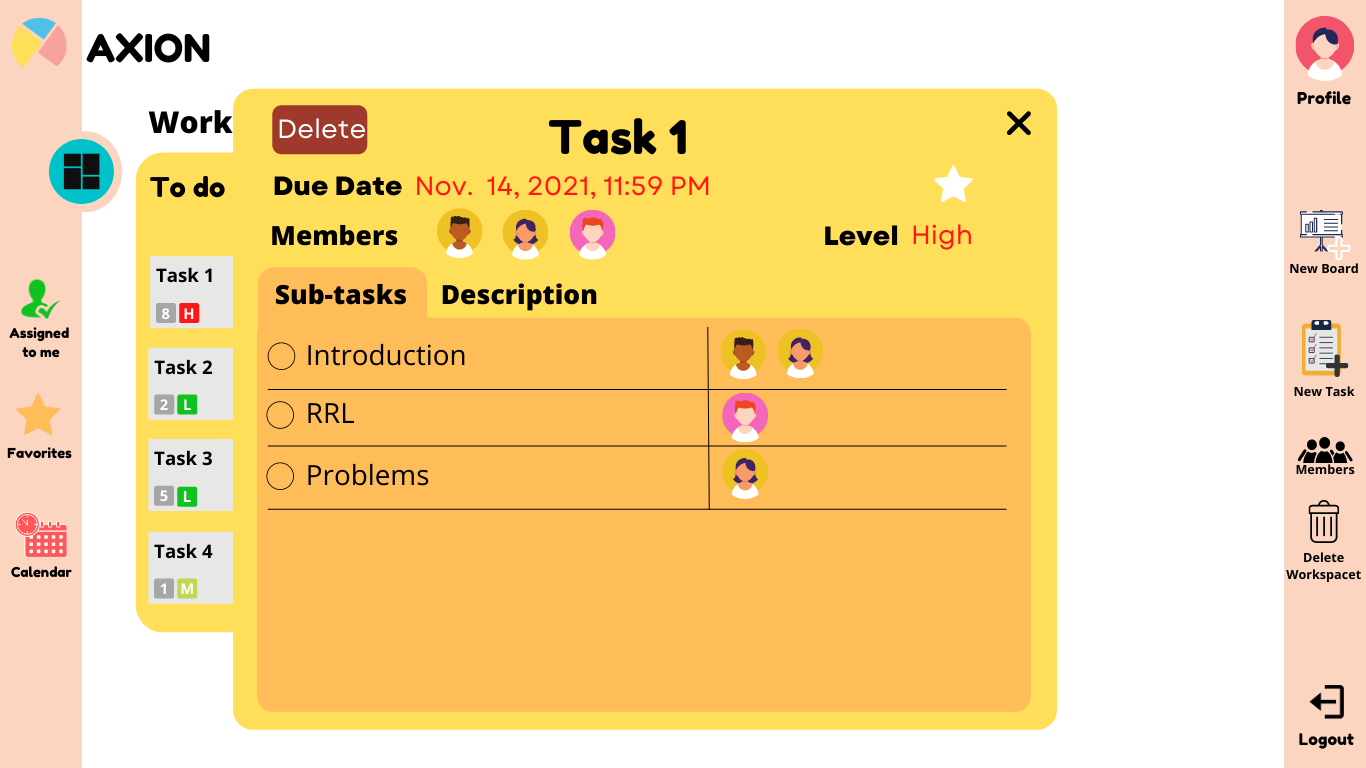 AXION
Profile
Work
Delete
Task 1
Due Date Nov. 14, 2021, 11:59 PM
To do
Members
Level High
Sub-tasks Description
Task 1
8 H
Introduction
Task 2
2 L
RRL
Task 3
5 L
Problems
Task 4
1 M
Assigned
to me
Favorites
Calendar
New Board
New Task
Members
Delete
Workspacet
Logout